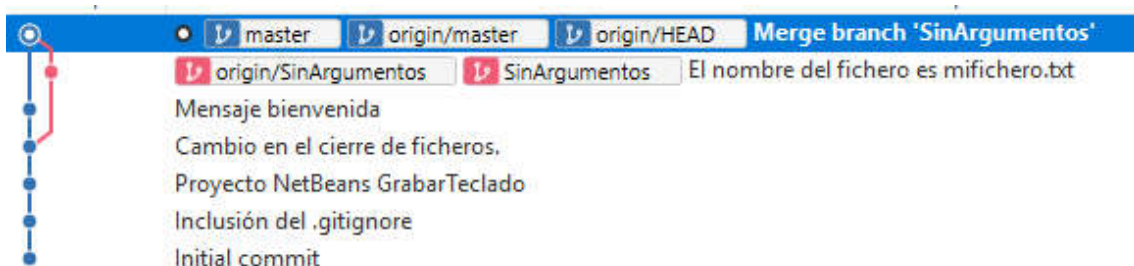 master origin/master origin/HEAD Merge branch 'SinArgumentos'
origin/SinArgumentos SinArgumentos El nombre del fichero es mifichero.txt
Mensaje bienvenida
Cambio en el cierre de ficheros.
Proyecto NetBeans GrabarTeclado
Inclusión del .gitignore
Initial commit